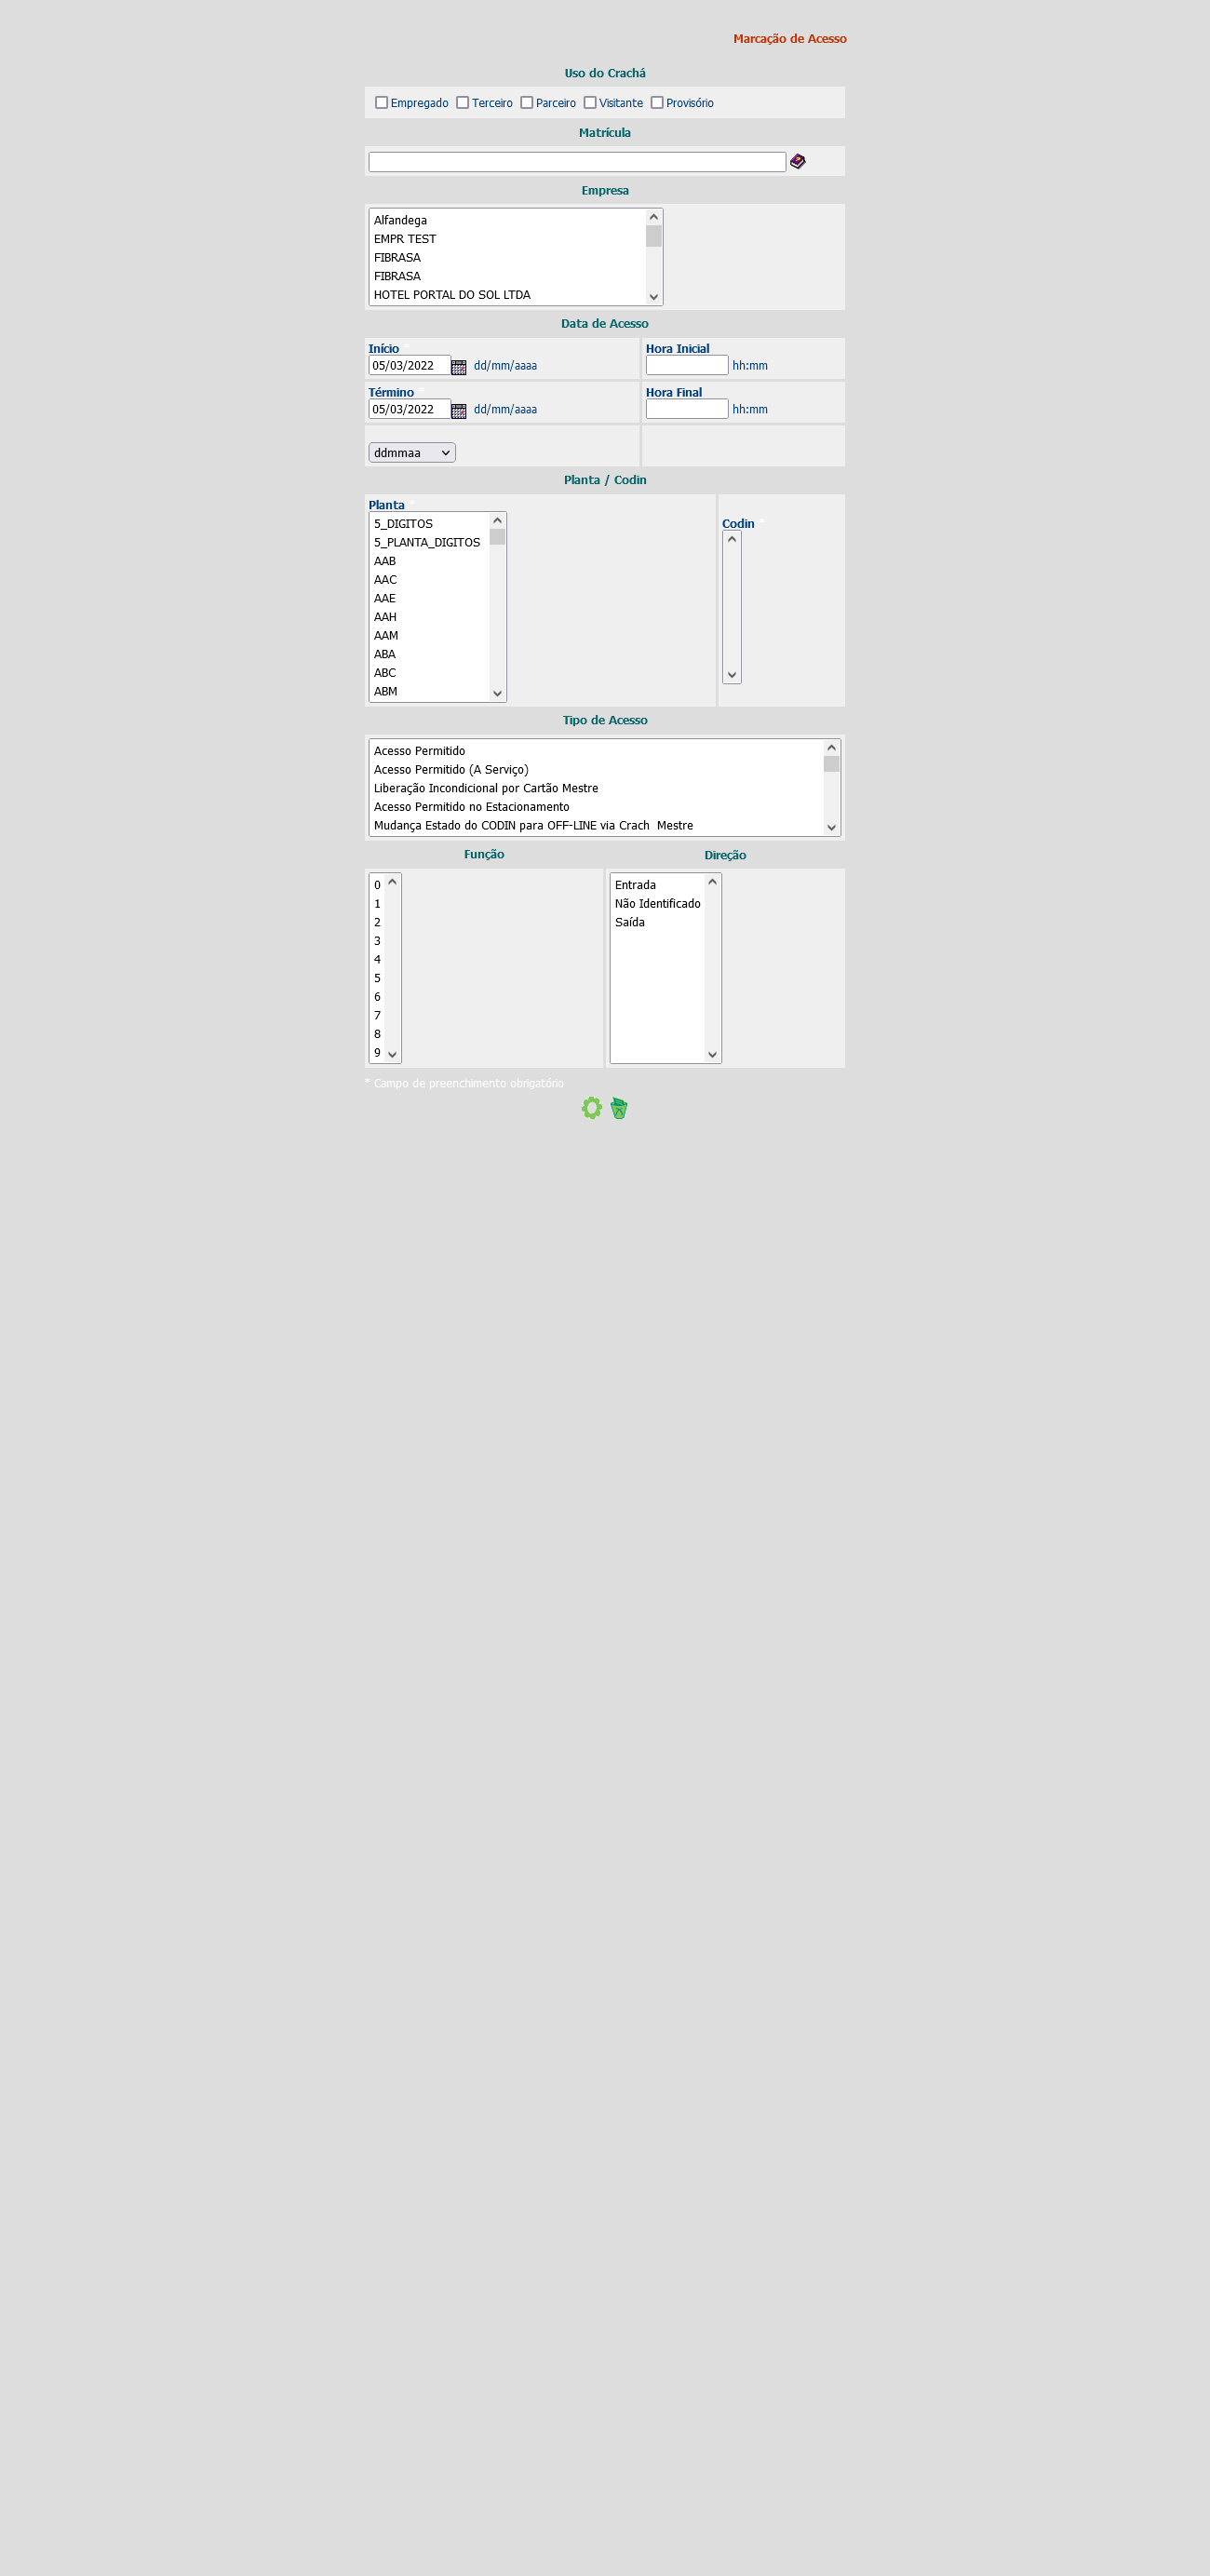 Marcação de Acesso
Uso do Crachá
Empregado Terceiro Parceiro Visitante Provisório
Matrícula
Empresa
Alfandega
EMPR TEST
FIBRASA
FIBRASA
HOTEL PORTAL DO SOL LTDA
Data de Acesso
Início * Hora Inicial
05/03/2022 dd/mm/aaaa hh:mm
Término * Hora Final
05/03/2022 dd/mm/aaaa hh:mm
ddmmaa
Planta / Codin
Planta *
5_DIGITOS
5_PLANTA_DIGITOS
AAB
AAC
AAE
AAH
AAM
ABA
ABC
ABM
Codin *
Tipo de Acesso
Acesso Permitido
Acesso Permitido (A Serviço)
Liberação Incondicional por Cartão Mestre
Acesso Permitido no Estacionamento
Mudança Estado do CODIN para OFF-LINE via Crach  Mestre
Função
0
1
2
3
4
5
6
7
8
9
Direção
Entrada
Não Identificado
Saída
* Campo de preenchimento obrigatório